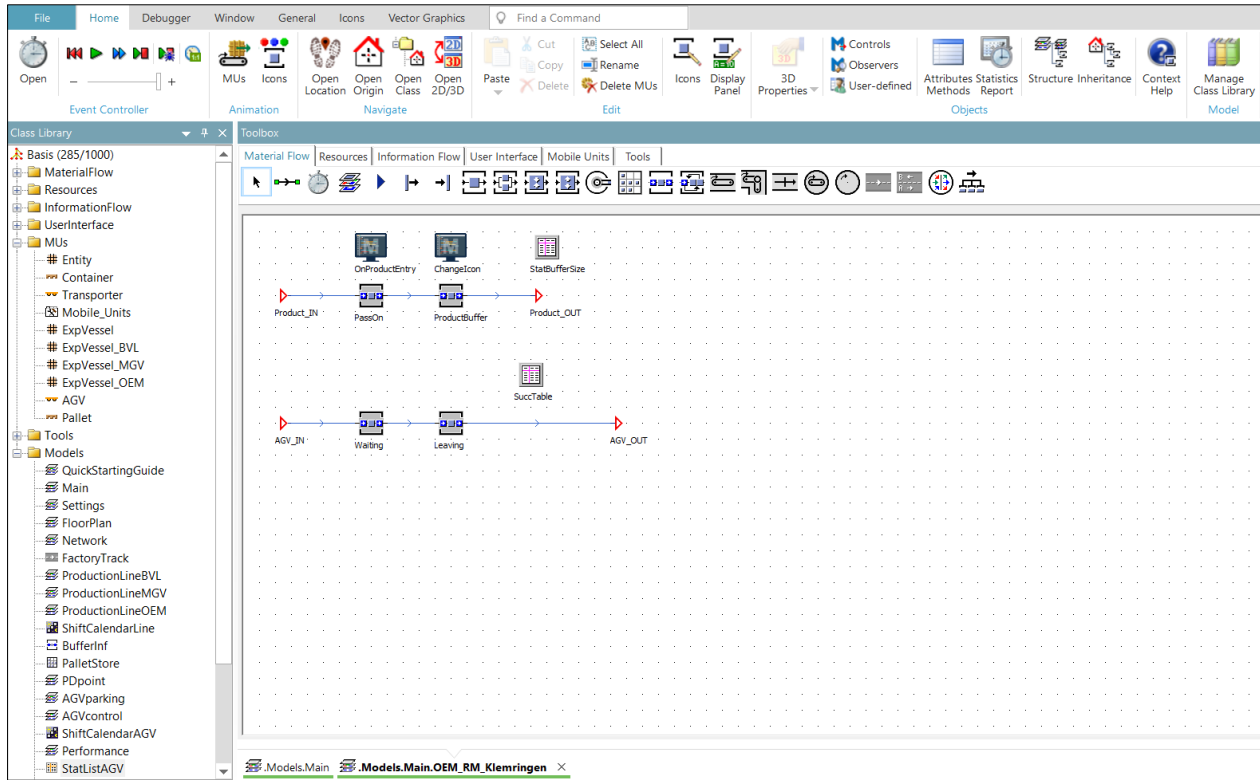 File Home Debugger Window General Icons Vector Graphics Find a Command
Open MUs Icons Open Location Open Origin Open Class Open 2D/3D Paste Cut Copy Delete Select All Rename Delete MUs Icons Display Panel 3D Properties Controls Observers User-defined Attributes Methods Statistics Report Structure Inheritance Context Help Manage Class Library
Event Controller Animation Navigate Edit Objects Model
Class Library Toolbox
Material Flow Resources Information Flow User Interface Mobile Units Tools
Basis (285/1000)
MaterialFlow
Resources
InformationFlow
UserInterface
MUs
Entity
Container
Transporter
Mobile_Units
ExpVessel
ExpVessel_BVL
ExpVessel_MGV
ExpVessel_OEM
AGV
Pallet
Tools
Models
QuickStartingGuide
Main
Settings
FloorPlan
Network
FactoryTrack
ProductionLineBVL
ProductionLineMGV
ProductionLineOEM
ShiftCalendarLine
BufferInf
PalletStore
PDpoint
AGVparking
AGVcontrol
ShiftCalendarAGV
Performance
StatListAGV
OnProductEntry ChangeIcon StatBufferSize
Product_IN PassOn ProductBuffer Product_OUT
SuccTable
AGV_IN Waiting Leaving AGV_OUT
.Models.Main .Models.Main.OEM_RM_Klemringen